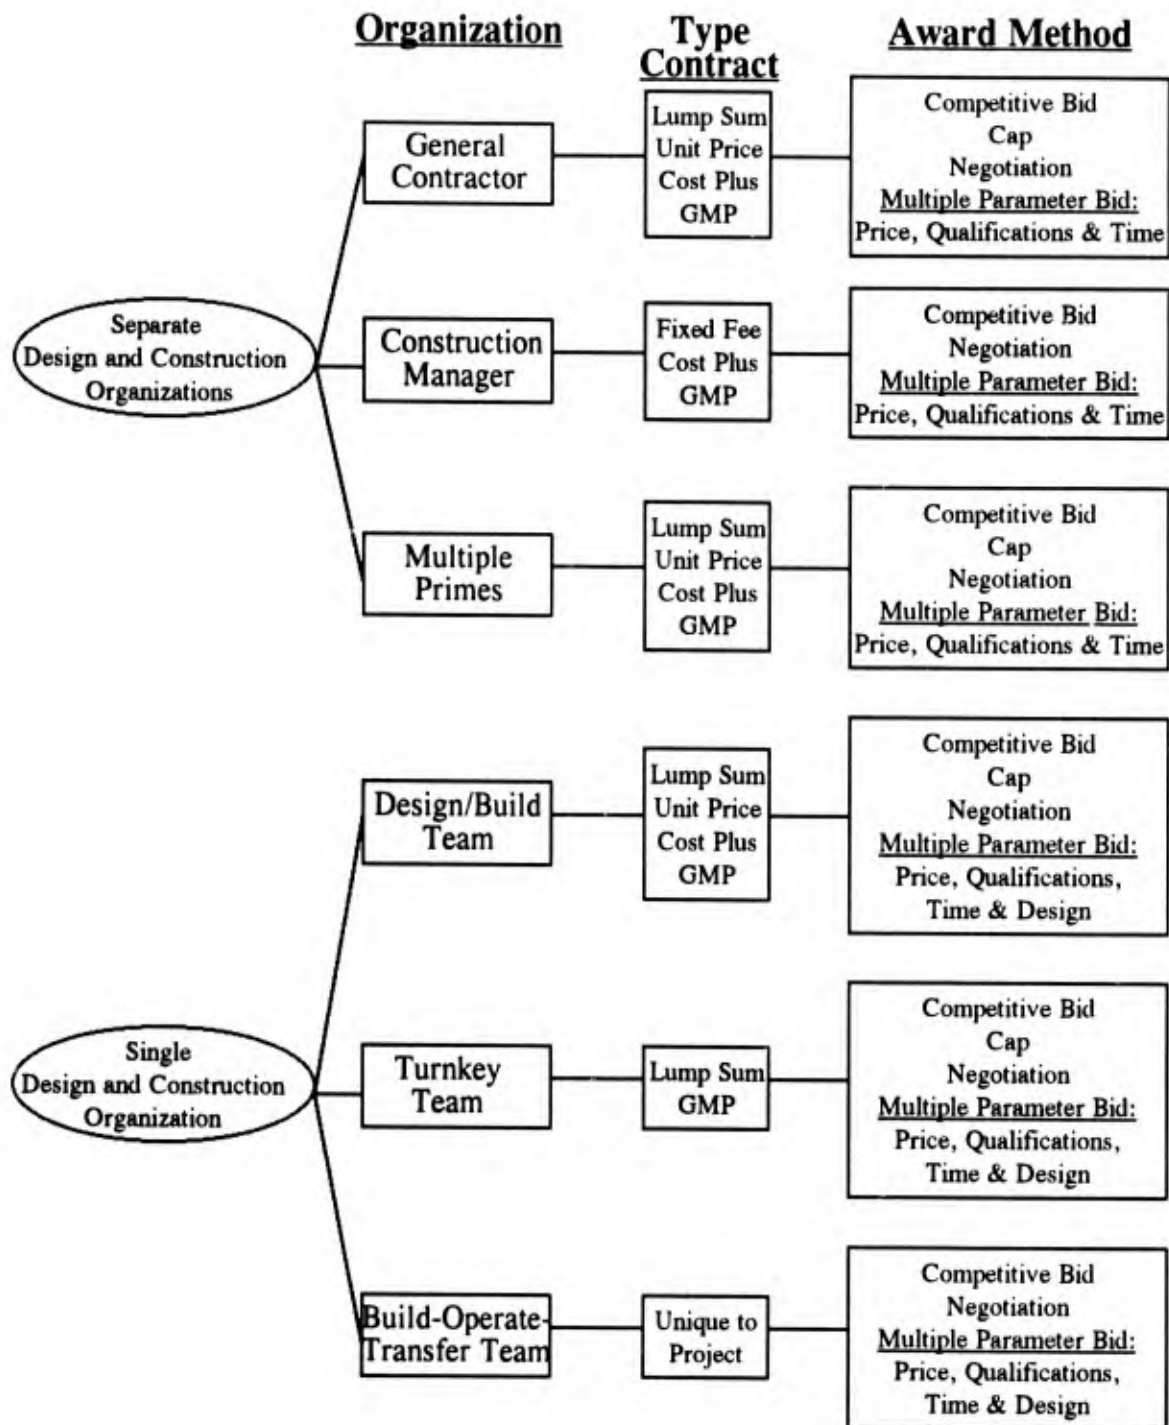 Organization
Type
Contract
Award Method
General
Contractor
Lump Sum
Unit Price
Cost Plus
GMP
Competitive Bid
Cap
Negotiation
Multiple Parameter Bid:
Price, Qualifications & Time
Separate
Design and Construction
Organizations
Construction
Manager
Fixed Fee
Cost Plus
GMP
Competitive Bid
Negotiation
Multiple Parameter Bid:
Price, Qualifications & Time
Multiple
Primes
Lump Sum
Unit Price
Cost Plus
GMP
Competitive Bid
Cap
Negotiation
Multiple Parameter Bid:
Price, Qualifications & Time
Design/Build
Team
Lump Sum
Unit Price
Cost Plus
GMP
Competitive Bid
Cap
Negotiation
Multiple Parameter Bid:
Price, Qualifications,
Time & Design
Single
Design and Construction
Organization
Turnkey
Team
Lump Sum
GMP
Competitive Bid
Cap
Negotiation
Multiple Parameter Bid:
Price, Qualifications,
Time & Design
Build-Operate-
Transfer Team
Unique to
Project
Competitive Bid
Negotiation
Multiple Parameter Bid:
Price, Qualifications,
Time & Design